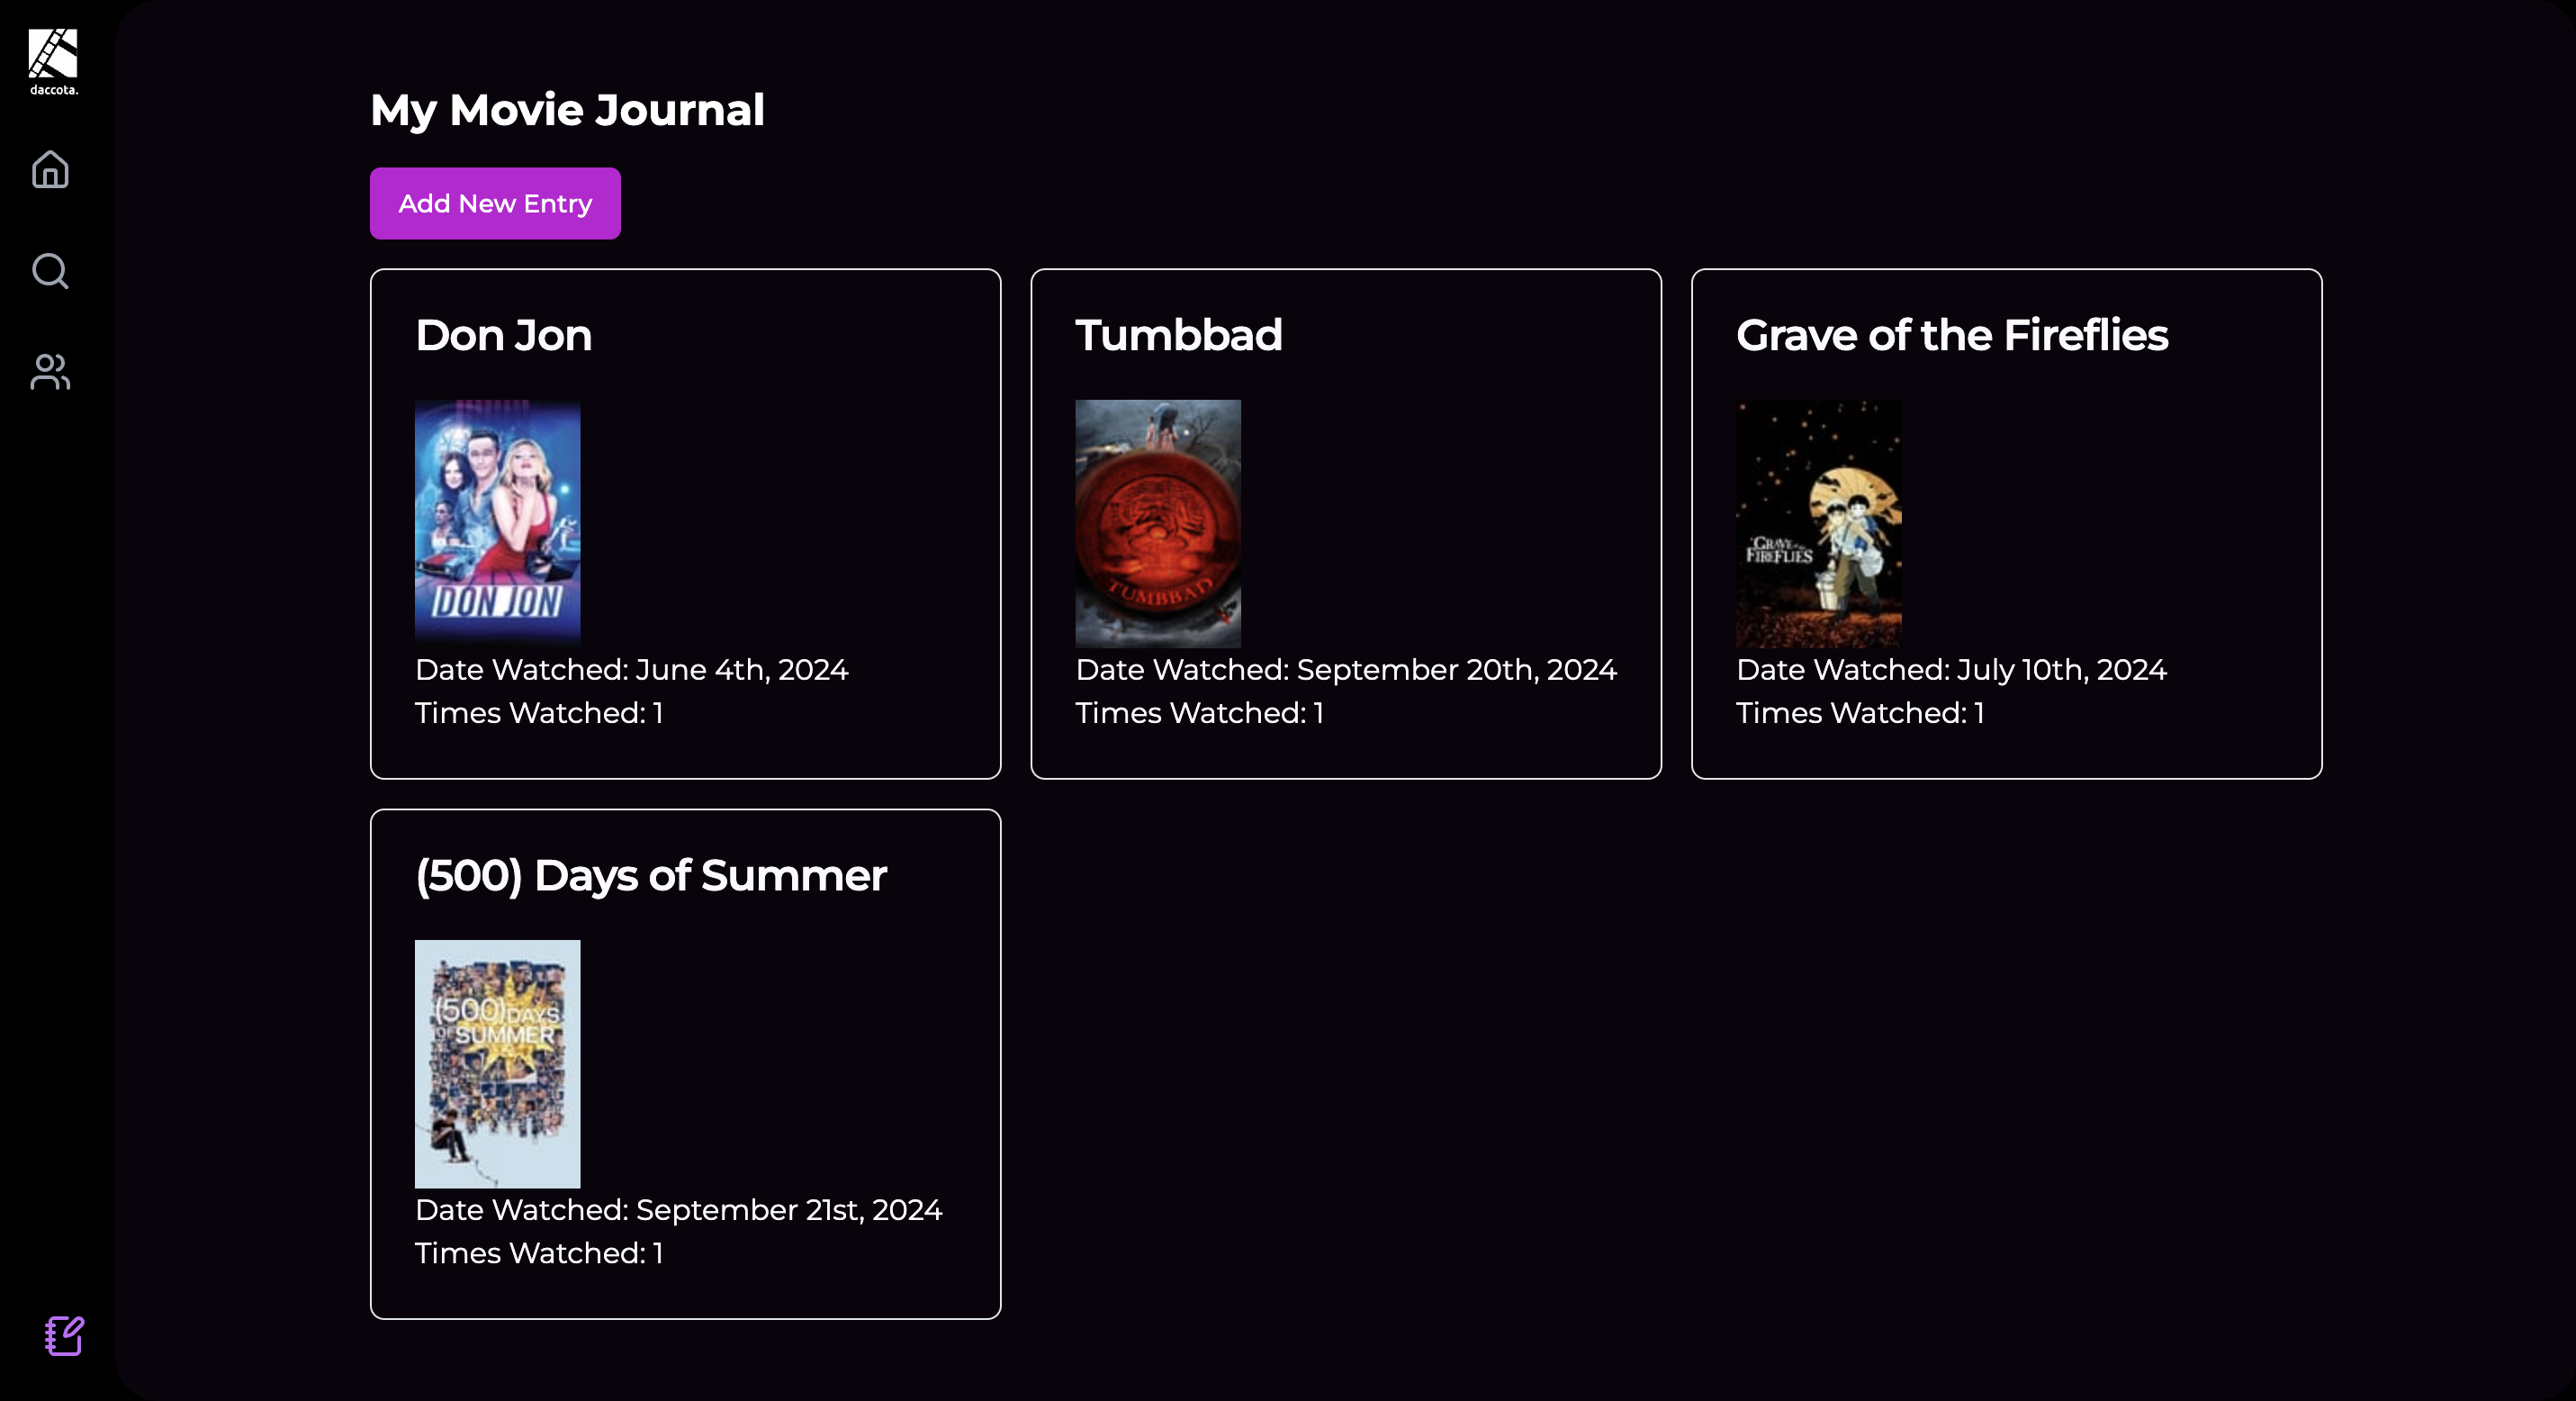 daccota.
My Movie Journal
Add New Entry
Don Jon
DON JON
Date Watched: June 4th, 2024
Times Watched: 1
Tumbbad
TUMBBAD
Date Watched: September 20th, 2024
Times Watched: 1
Grave of the Fireflies
GRAVE of the
FIREFLIES
Date Watched: July 10th, 2024
Times Watched: 1
(500) Days of Summer
(500) DAYS
OF SUMMER
Date Watched: September 21st, 2024
Times Watched: 1